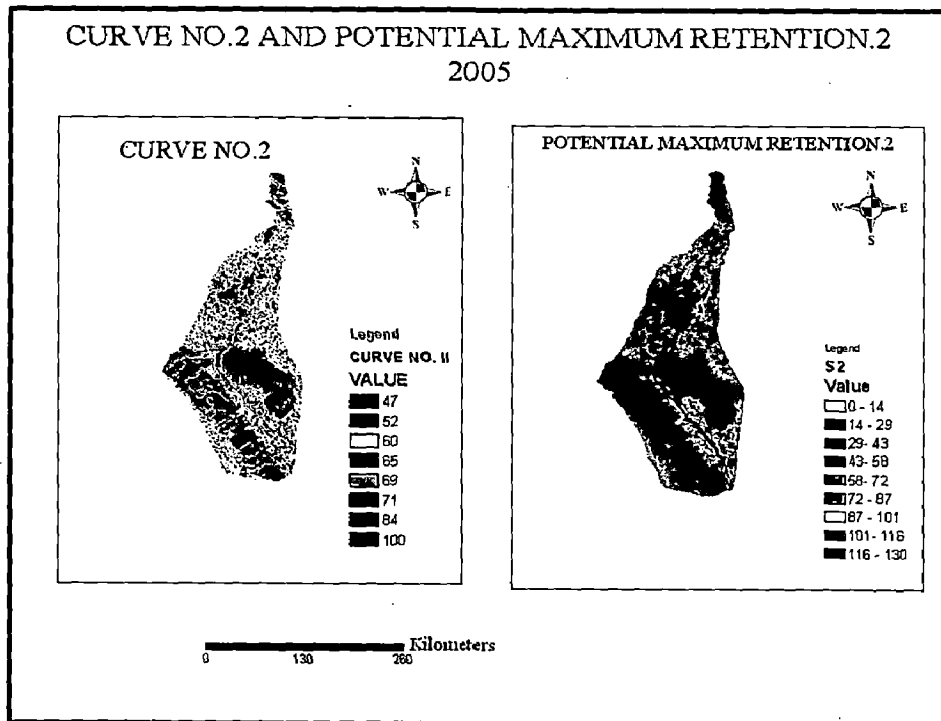 CURVE NO.2 AND POTENTIAL MAXIMUM RETENTION.2
2005
CURVE NO.2
N
W E
S
Legend
CURVE NO. II
VALUE
47
52
60
65
69
71
84
100
POTENTIAL MAXIMUM RETENTION.2
N
W E
S
Legend
S2
Value
0 - 14
14 - 29
29- 43
43- 58
58- 72
72 - 87
87 - 101
101 - 116
116 - 130
Kilometers
0 130 260